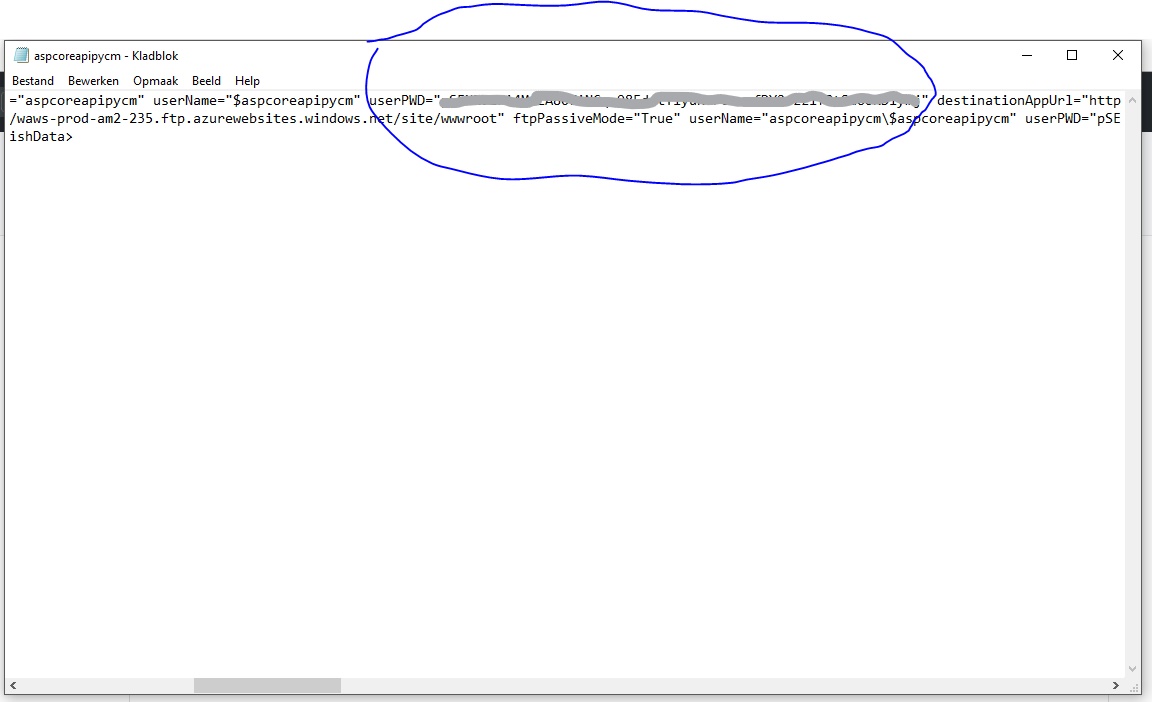 aspcoreapipycm - Kladblok
Bestand Bewerken Opmaak Beeld Help
="aspcoreapipycm" userName="$aspcoreapipycm" userPWD=" " destinationAppUrl="http
/waws-prod-am2-235.ftp.azurewebsites.windows.net/site/wwwroot" ftpPassiveMode="True" userName="aspcoreapipycm\$aspcoreapipycm" userPWD="pSE
ishData>